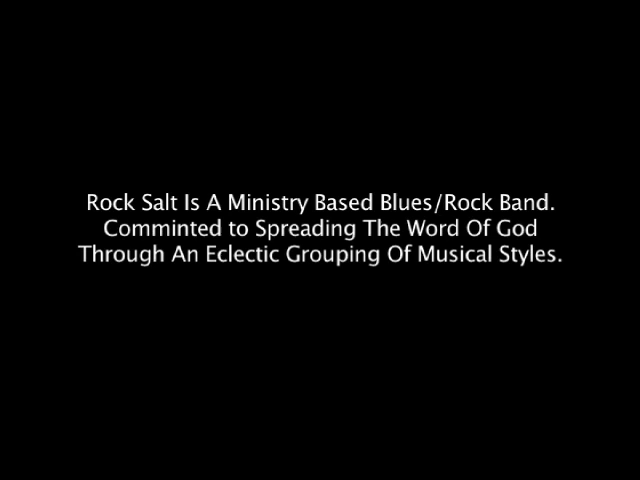 Rock Salt Is A Ministry Based Blues/Rock Band.
Comminted to Spreading The Word Of God
Through An Eclectic Grouping Of Musical Styles.